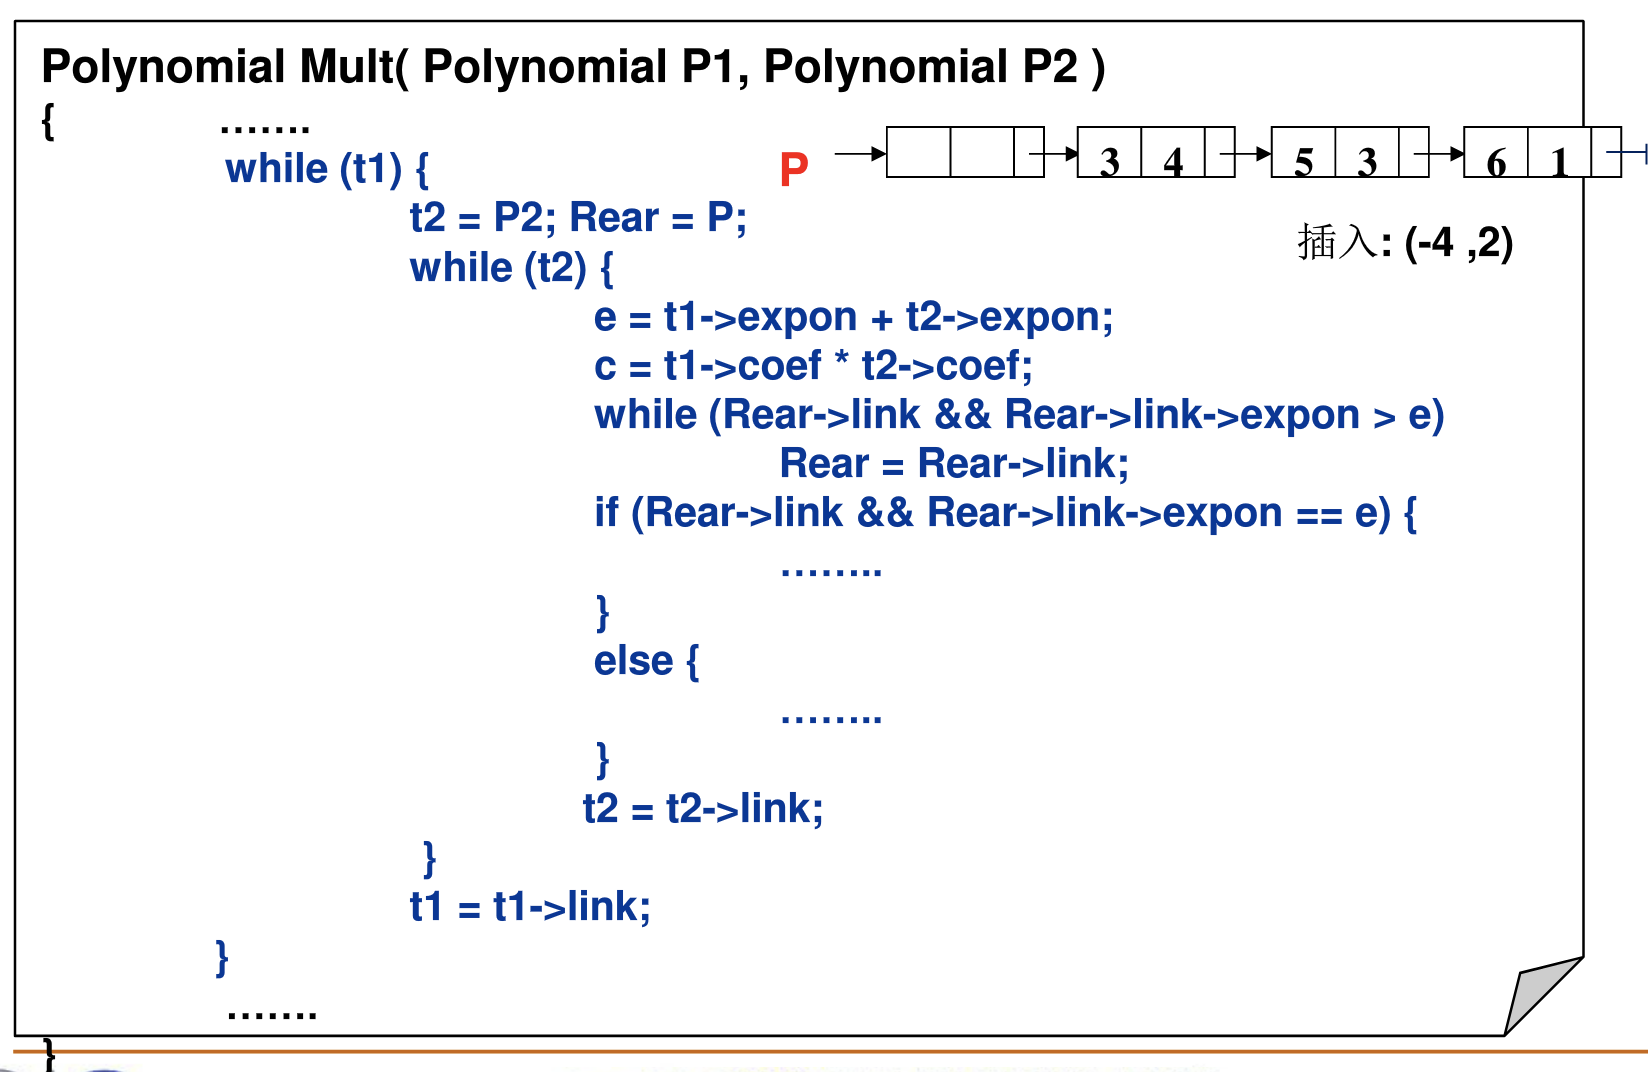 Polynomial Mult( Polynomial P1, Polynomial P2 )
{ .......
while (t1) {
P
3 4 5 3 6 1
t2 = P2; Rear = P;
插入: (-4 ,2)
while (t2) {
e = t1->expon + t2->expon;
c = t1->coef * t2->coef;
while (Rear->link && Rear->link->expon > e)
Rear = Rear->link;
if (Rear->link && Rear->link->expon == e) {
……..
}
else {
……..
}
t2 = t2->link;
}
t1 = t1->link;
}
…….
}